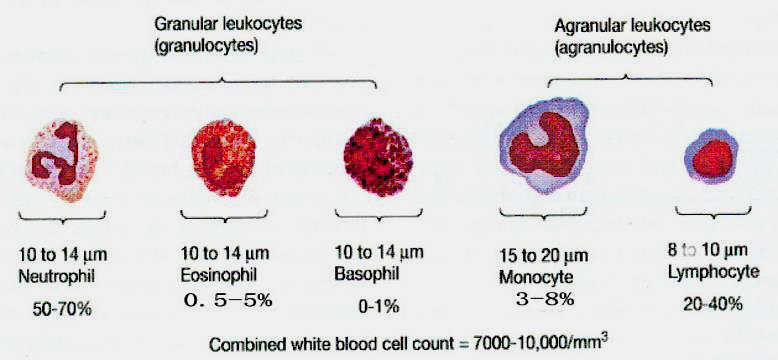 Granular leukocytes
(granulocytes)
Agranular leukocytes
(agranulocytes)
10 to 14 µm
Neutrophil
50-70%
10 to 14 µm
Eosinophil
0.5-5%
10 to 14 µm
Basophil
0-1%
15 to 20 µm
Monocyte
3-8%
8 to 10 µm
Lymphocyte
20-40%
Combined white blood cell count = 7000-10,000/mm³